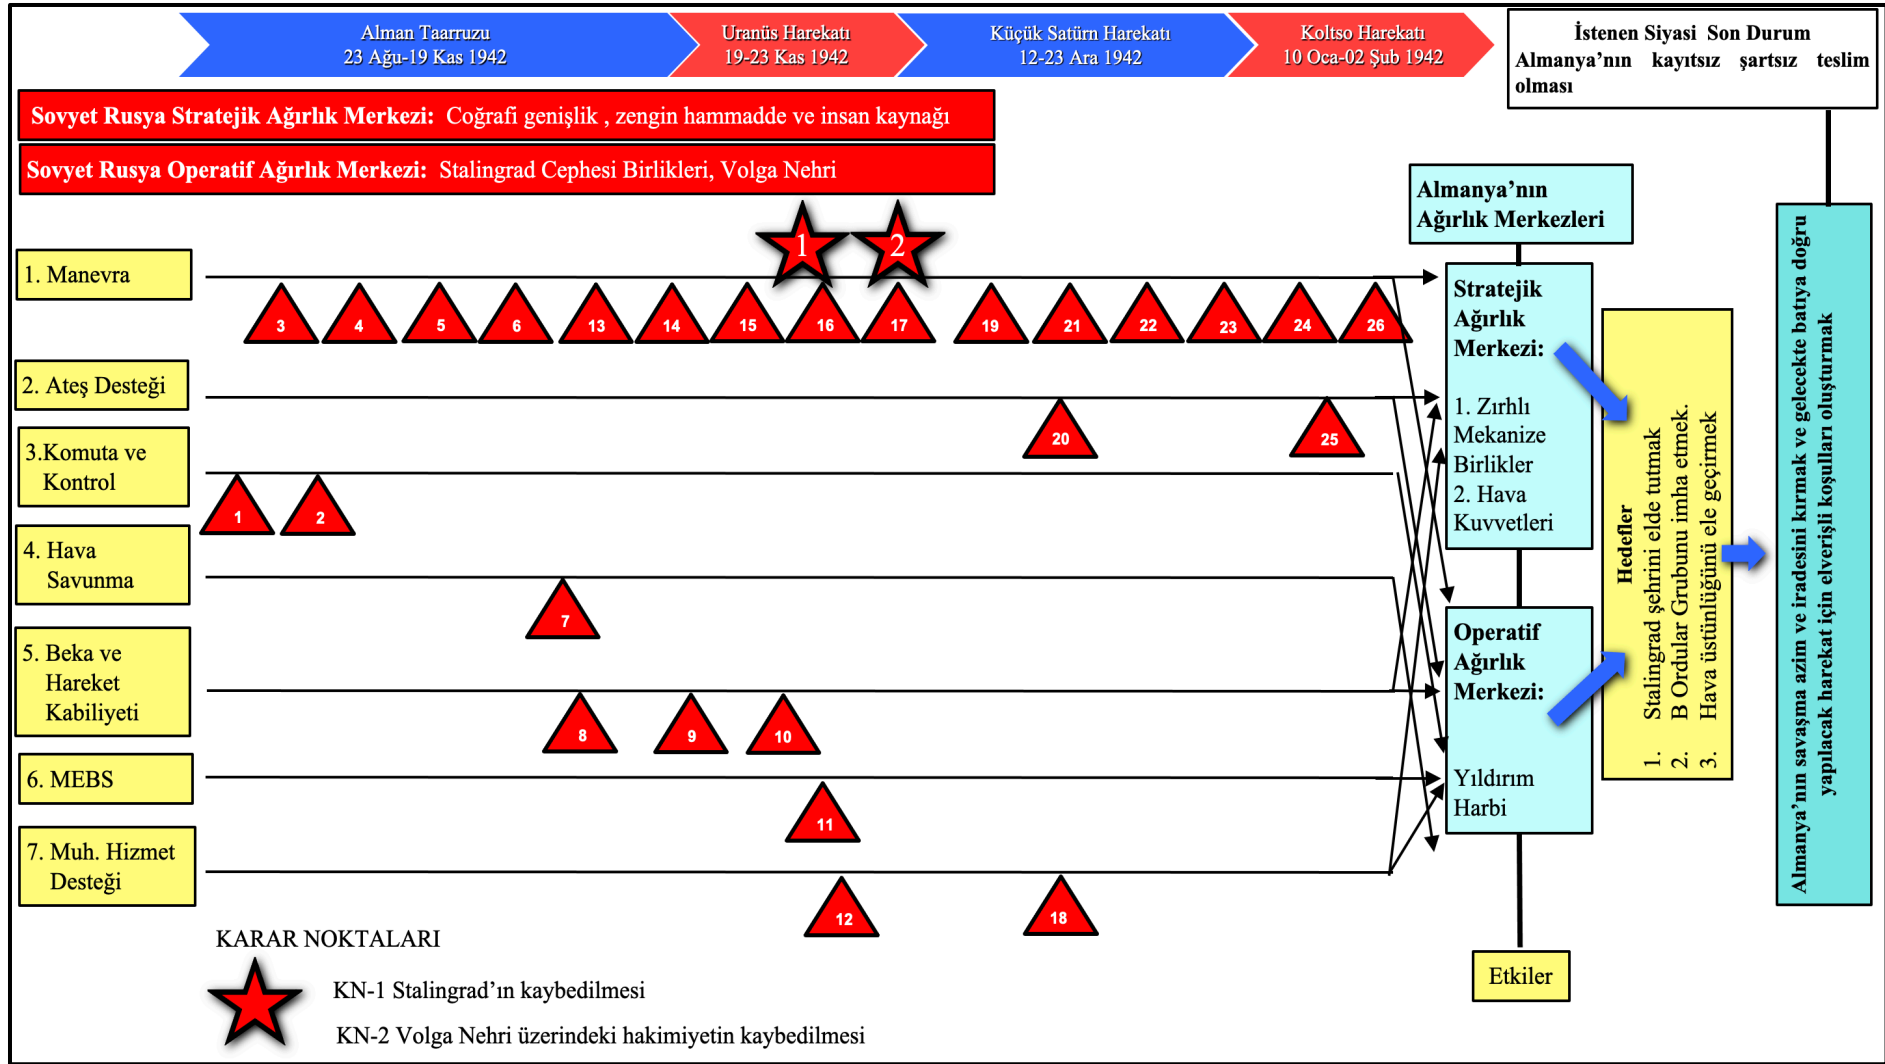 Alman Taarruzu
23 Ağu-19 Kas 1942
Uranüs Harekatı
19-23 Kas 1942
Küçük Satürn Harekatı
12-23 Ara 1942
Koltso Harekatı
10 Oca-02 Şub 1942
İstenen Siyasi Son Durum
Almanya’nın kayıtsız şartsız teslim
olması
Sovyet Rusya Stratejik Ağırlık Merkezi: Coğrafi genişlik , zengin hammadde ve insan kaynağı
Sovyet Rusya Operatif Ağırlık Merkezi: Stalingrad Cephesi Birlikleri, Volga Nehri
1 2
1. Manevra
3 4 5 6 13 14 15 16 17 19 21 22 23 24 26
2. Ateş Desteği
20 25
3.Komuta ve
Kontrol
1 2
4. Hava
Savunma
7
5. Beka ve
Hareket
Kabiliyeti
8 9 10
6. MEBS
11
7. Muh. Hizmet
Desteği
12 18
Almanya’nın
Ağırlık Merkezleri
Stratejik
Ağırlık
Merkezi:
1. Zırhlı
Mekanize
Birlikler
2. Hava
Kuvvetleri
Operatif
Ağırlık
Merkezi:
Yıldırım
Harbi
Etkiler
Hedefler
1. Stalingrad şehrini elde tutmak
2. B Ordular Grubunu imha etmek.
3. Hava üstünlüğünü ele geçirmek
Almanya’nın savaşma azim ve iradesini kırmak ve gelecekte batıya doğru
yapılacak harekat için elverişli koşulları oluşturmak
KARAR NOKTALARI
KN-1 Stalingrad’ın kaybedilmesi
KN-2 Volga Nehri üzerindeki hakimiyetin kaybedilmesi